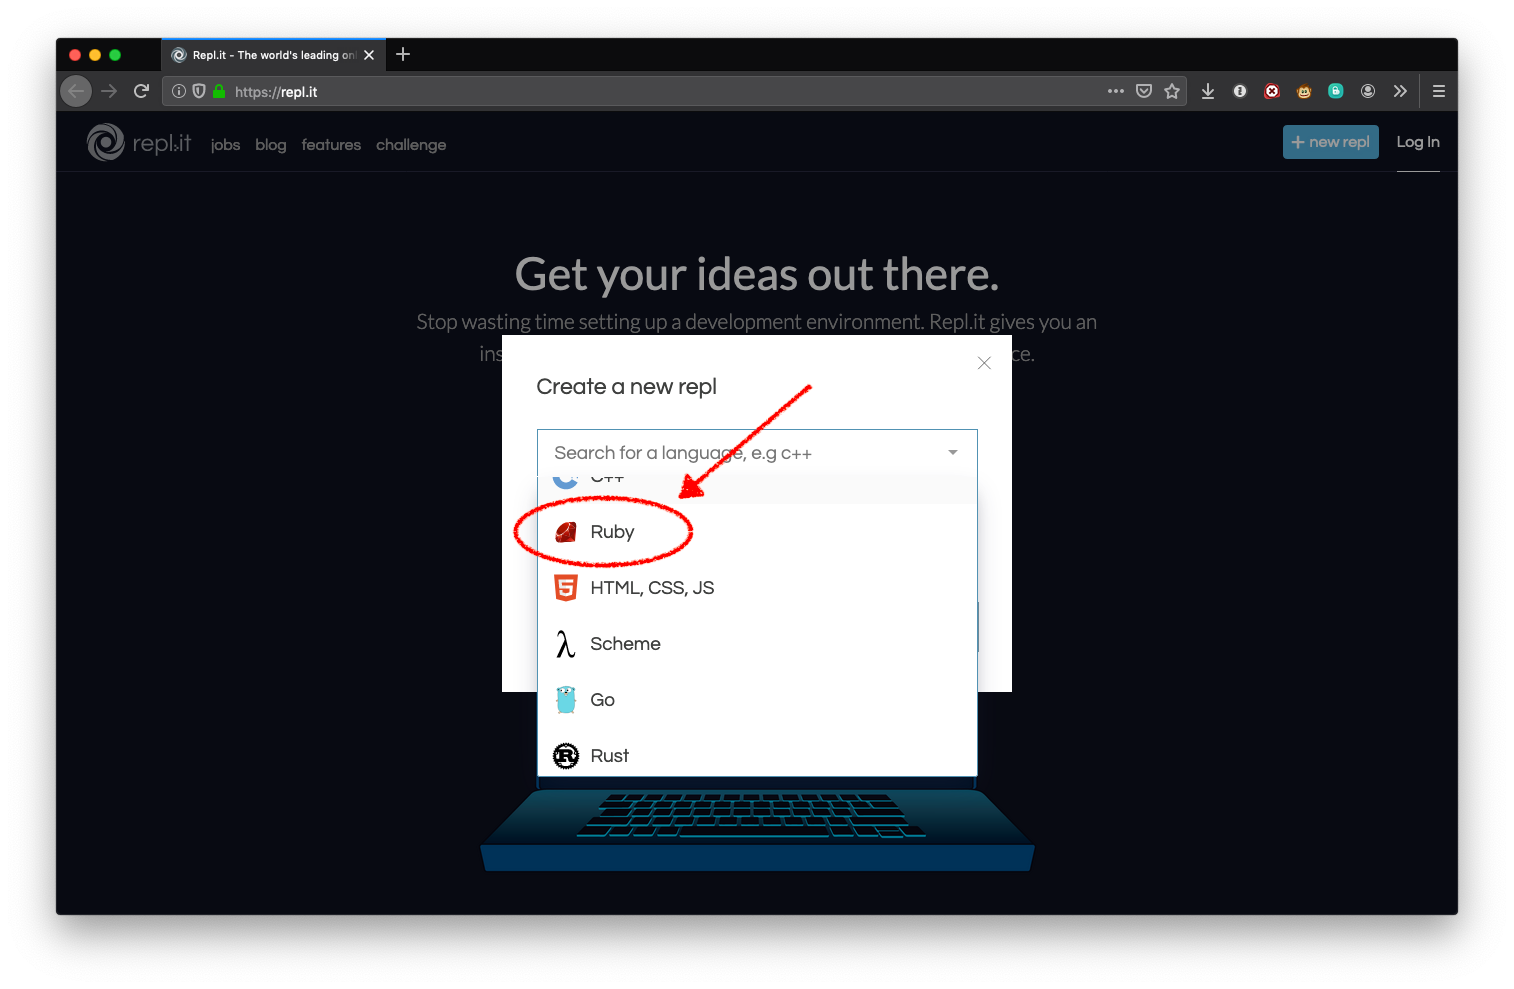 Repl.it - The world's leading onl
https://repl.it
repl.it jobs blog features challenge
+ new repl Log In
Get your ideas out there.
Stop wasting time setting up a development environment. Repl.it gives you an
ins ce.
Create a new repl
Search for a language, e.g c++
C++
Ruby
HTML, CSS, JS
Scheme
Go
Rust